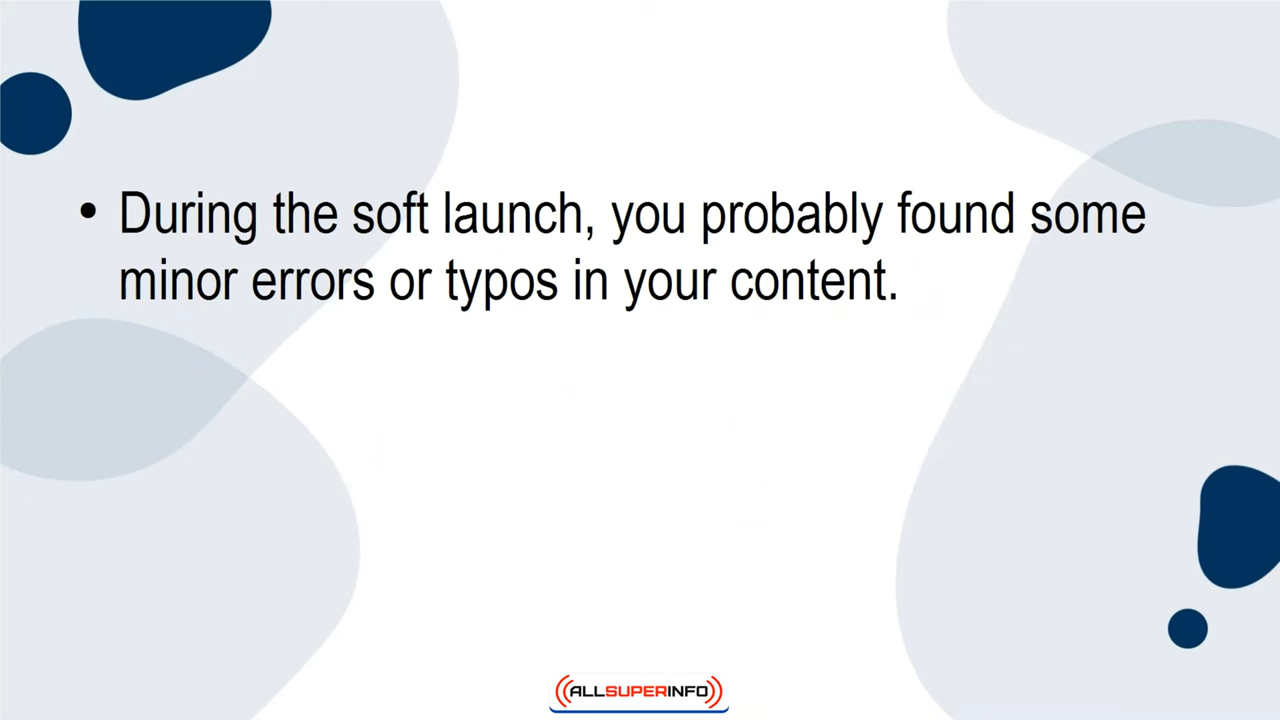 • During the soft launch, you probably found some
minor errors or typos in your content.
ALLSUPERINFO